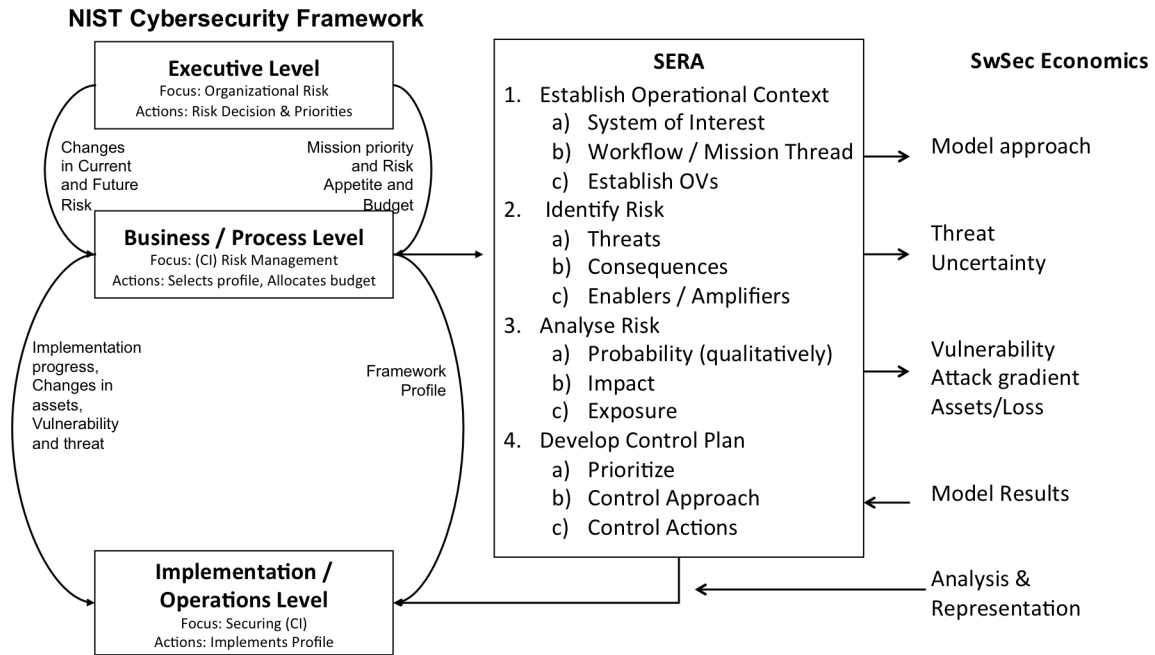 NIST Cybersecurity Framework
Executive Level
Focus: Organizational Risk
Actions: Risk Decision & Priorities
Changes
in Current
and Future
Risk
Mission priority
and Risk
Appetite and
Budget
Business / Process Level
Focus: (CI) Risk Management
Actions: Selects profile, Allocates budget
Implementation
progress,
Changes in
assets,
Vulnerability
and threat
Framework
Profile
Implementation /
Operations Level
Focus: Securing (CI)
Actions: Implements Profile
SERA
1. Establish Operational Context
a) System of Interest
b) Workflow / Mission Thread
c) Establish OVs
2. Identify Risk
a) Threats
b) Consequences
c) Enablers / Amplifiers
3. Analyse Risk
a) Probability (qualitatively)
b) Impact
c) Exposure
4. Develop Control Plan
a) Prioritize
b) Control Approach
c) Control Actions
SwSec Economics
Model approach
Threat
Uncertainty
Vulnerability
Attack gradient
Assets/Loss
Model Results
Analysis &
Representation